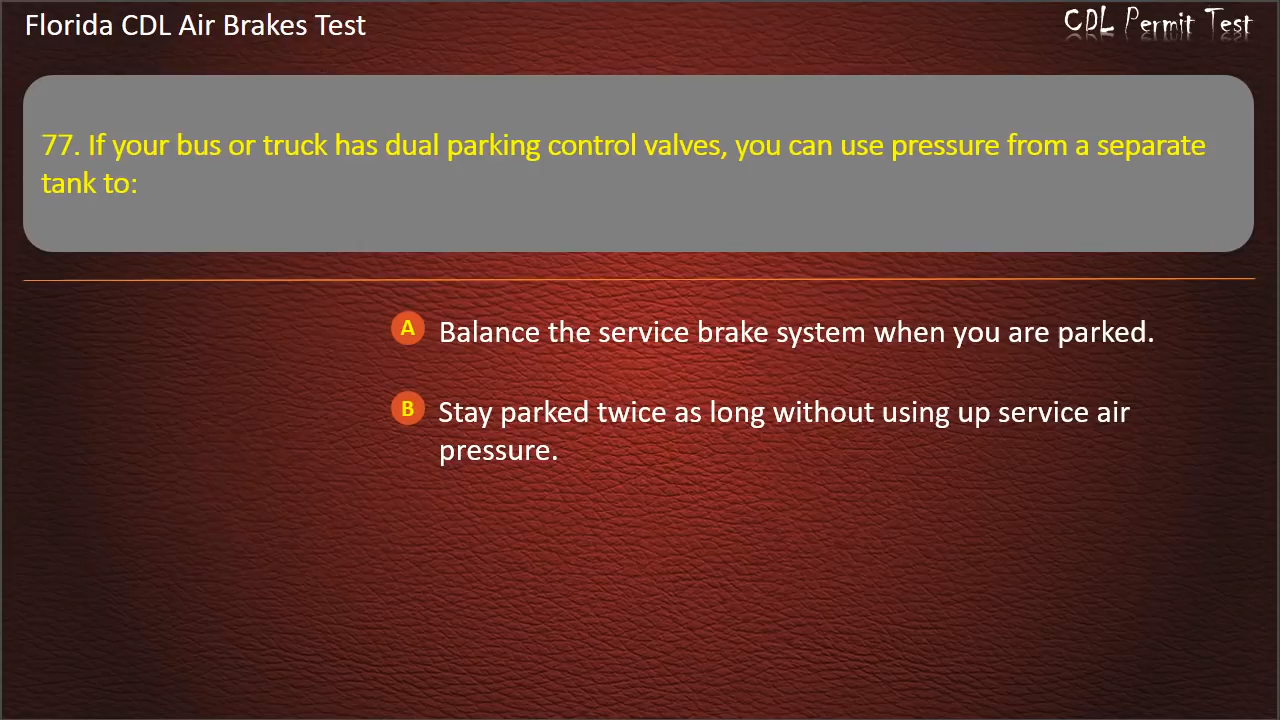 Florida CDL Air Brakes Test
CDL Permit Test
77. If your bus or truck has dual parking control valves, you can use pressure from a separate
tank to:
A Balance the service brake system when you are parked.
B Stay parked twice as long without using up service air
pressure.